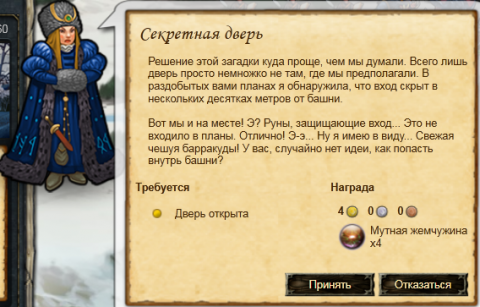 60
Секретная дверь
Решение этой загадки куда проще, чем мы думали. Всего лишь
дверь просто немножко не там, где мы предполагали. В
раздобытых вами планах я обнаружила, что вход скрыт в
нескольких десятках метров от башни.
Вот мы и на месте! Э? Руны, защищающие вход... Это не
входило в планы. Отлично! Э-э... Ну я имею в виду... Свежая
чешуя барракуды! У вас, случайно нет идеи, как попасть
внутрь башни?
Требуется
Награда
Дверь открыта
4 0 0
Мутная жемчужина
x4
Принять
Отказаться